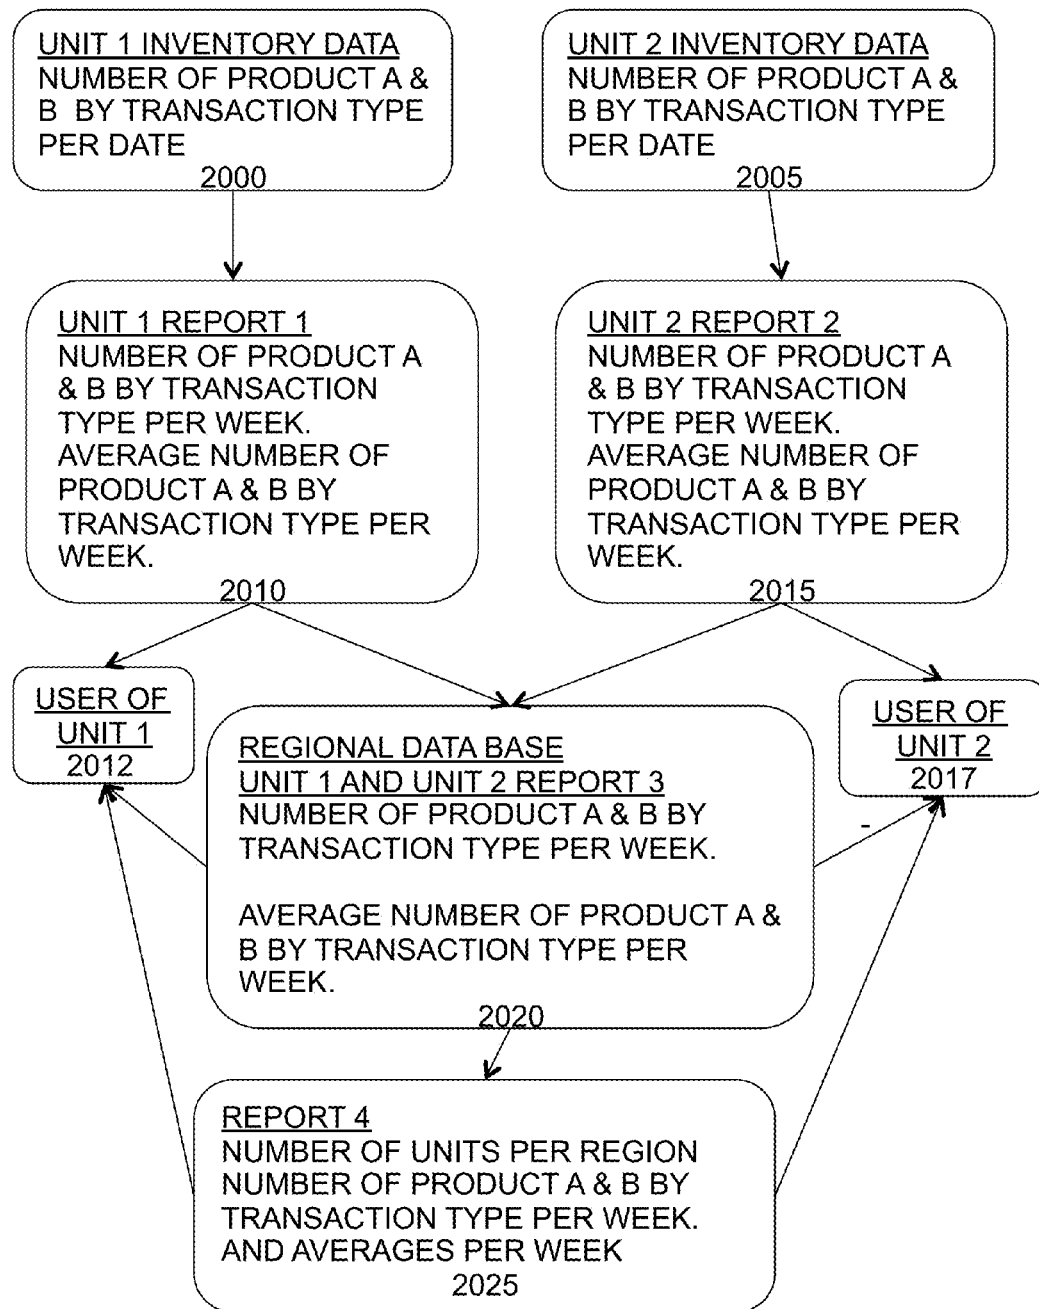 UNIT 1 INVENTORY DATA
NUMBER OF PRODUCT A &
B BY TRANSACTION TYPE
PER DATE
2000
UNIT 2 INVENTORY DATA
NUMBER OF PRODUCT A &
B BY TRANSACTION TYPE
PER DATE
2005
UNIT 1 REPORT 1
NUMBER OF PRODUCT A
& B BY TRANSACTION
TYPE PER WEEK.
AVERAGE NUMBER OF
PRODUCT A & B BY
TRANSACTION TYPE PER
WEEK.
2010
UNIT 2 REPORT 2
NUMBER OF PRODUCT A
& B BY TRANSACTION
TYPE PER WEEK.
AVERAGE NUMBER OF
PRODUCT A & B BY
TRANSACTION TYPE PER
WEEK.
2015
USER OF
UNIT 1
2012
REGIONAL DATA BASE
UNIT 1 AND UNIT 2 REPORT 3
NUMBER OF PRODUCT A & B BY
TRANSACTION TYPE PER WEEK.
AVERAGE NUMBER OF PRODUCT A &
B BY TRANSACTION TYPE PER
WEEK.
2020
USER OF
UNIT 2
2017
-
REPORT 4
NUMBER OF UNITS PER REGION
NUMBER OF PRODUCT A & B BY
TRANSACTION TYPE PER WEEK.
AND AVERAGES PER WEEK
2025